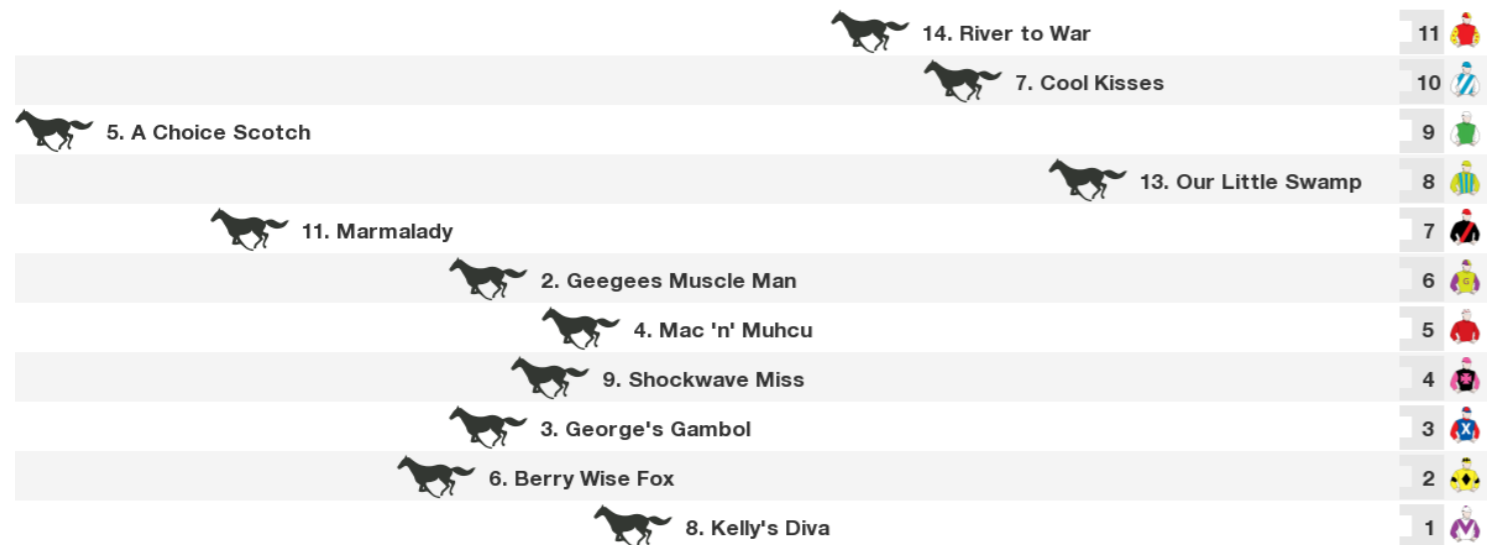 14. River to War 11
7. Cool Kisses 10
5. A Choice Scotch 9
13. Our Little Swamp 8
11. Marmalady 7
2. Geegees Muscle Man 6 G
4. Mac 'n' Muhcu 5
9. Shockwave Miss 4
3. George's Gambol 3 X
6. Berry Wise Fox 2
8. Kelly's Diva 1